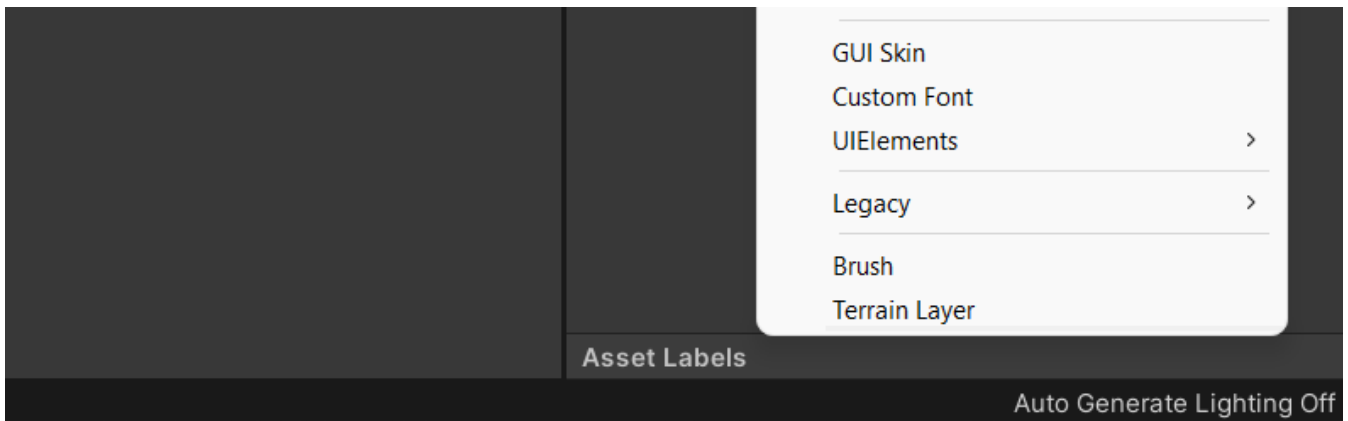 GUI Skin
Custom Font
UIElements
Legacy
Brush
Terrain Layer
Asset Labels
Auto Generate Lighting Off